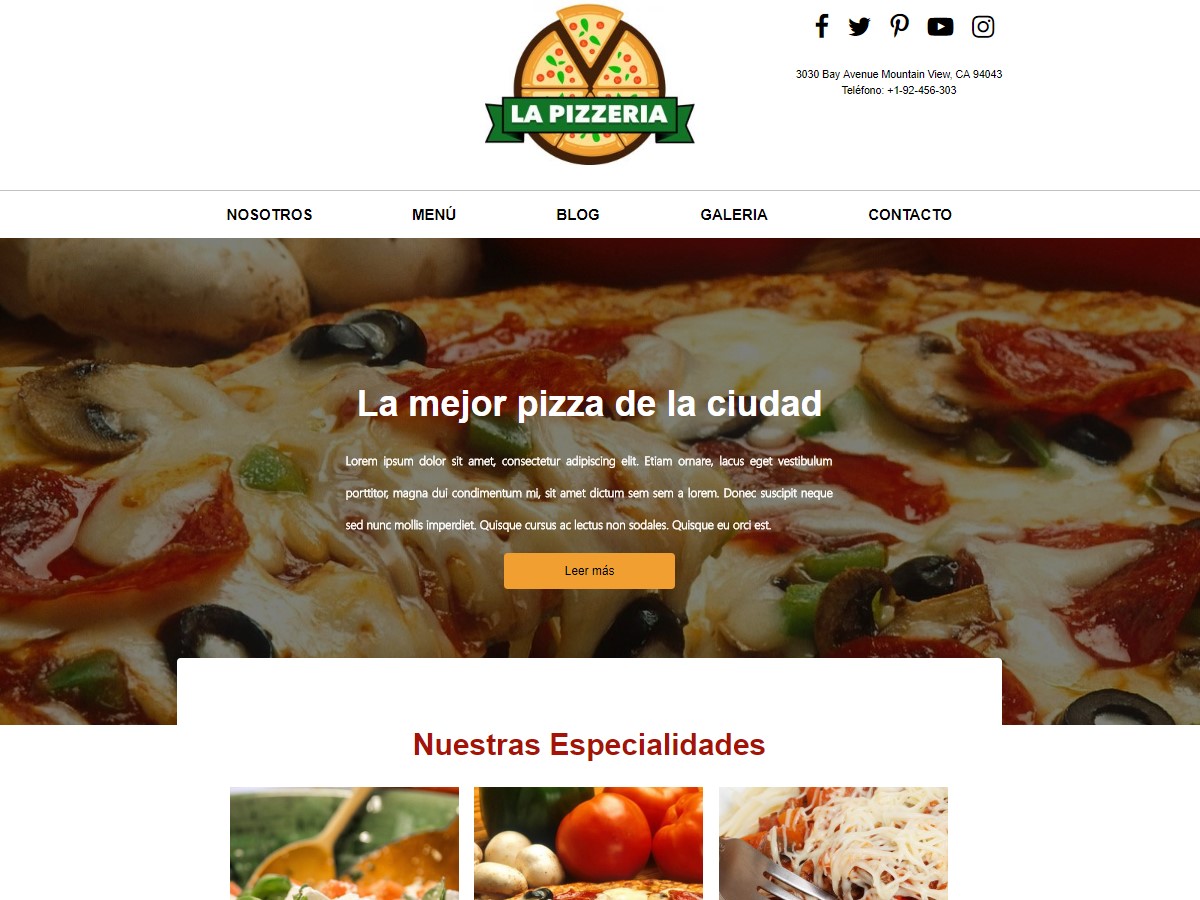 LA PIZZERIA
3030 Bay Avenue Mountain View, CA 94043
Teléfono: +1-92-456-303
NOSOTROS
MENÚ
BLOG
GALERIA
CONTACTO
La mejor pizza de la ciudad
Lorem ipsum dolor sit amet, consectetur adipiscing elit. Etiam ornare, lacus eget vestibulum
porttitor, magna dui condimentum mi, sit amet dictum sem sem a lorem. Donec suscipit neque
sed nunc mollis imperdiet. Quisque cursus ac lectus non sodales. Quisque eu orci est.
Leer más
Nuestras Especialidades